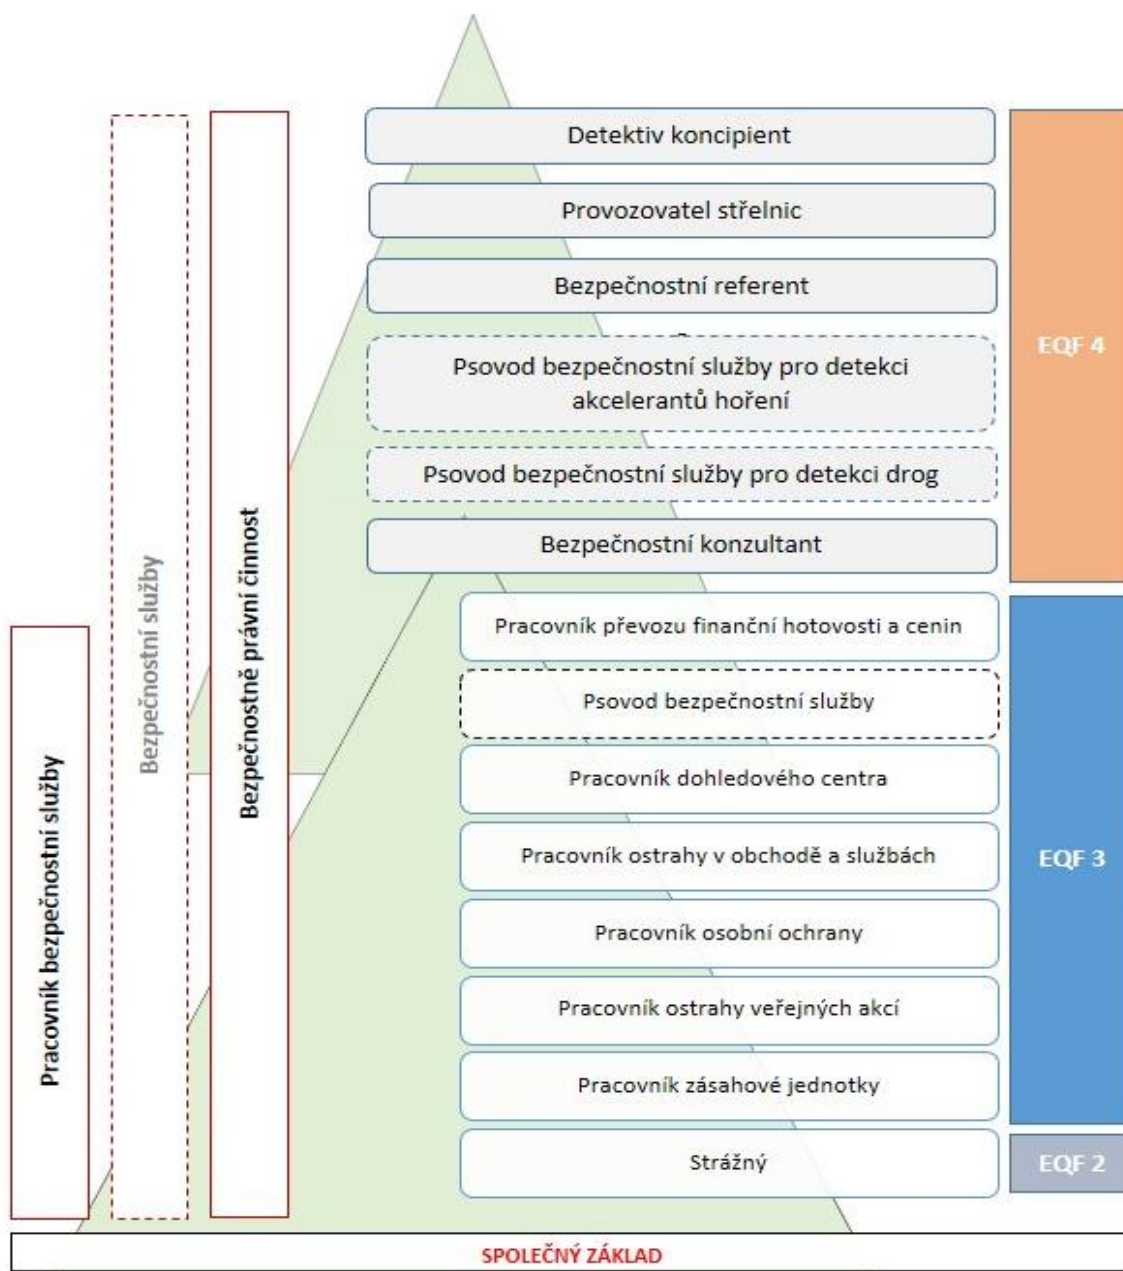 Detektiv koncipient
Provozovatel střelnic
Bezpečnostní referent
Psovod bezpečnostní služby pro detekci
akcelerantů hoření
Psovod bezpečnostní služby pro detekci drog
Bezpečnostní konzultant
EQF 4
Pracovník převozu finanční hotovosti a cenin
Psovod bezpečnostní služby
Pracovník dohledového centra
Pracovník ostrahy v obchodě a službách
Pracovník osobní ochrany
Pracovník ostrahy veřejných akcí
Pracovník zásahové jednotky
EQF 3
Strážný
EQF 2
Pracovník bezpečnostní služby
Bezpečnostní služby
Bezpečnostně právní činnost
SPOLEČNÝ ZÁKLAD